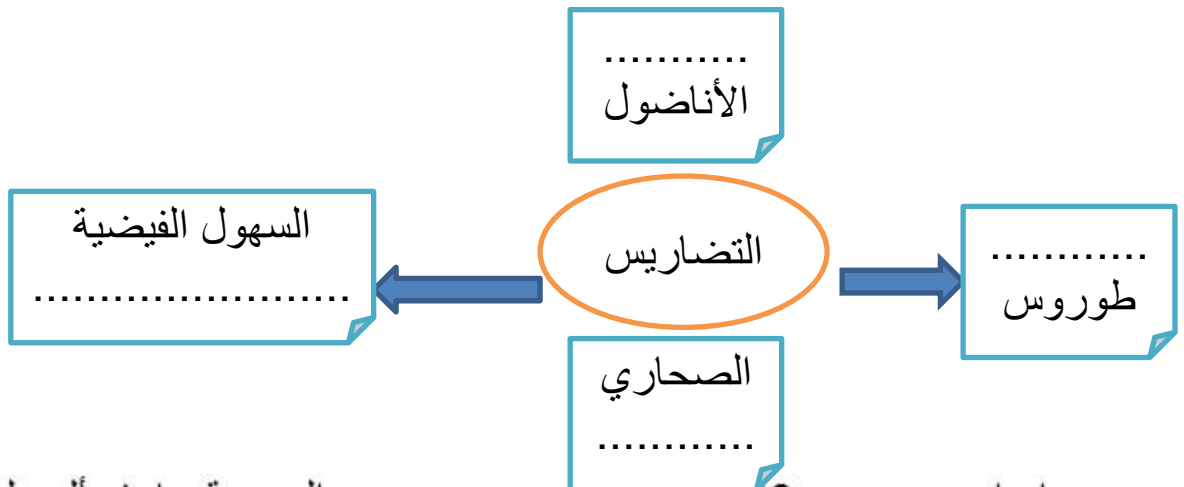 ...........
الأناضول
............
طوروس
التضاريس
السهول الفيضية
........................
الصحاري
............